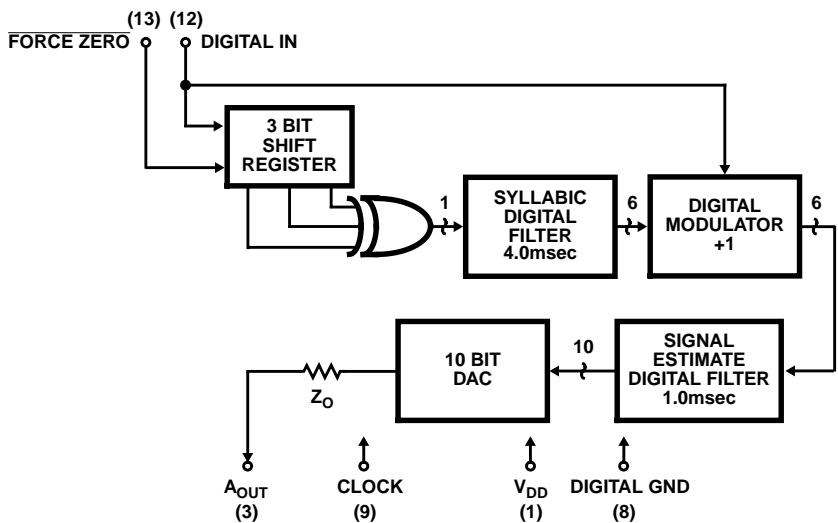 (13) (12)
FORCE ZERO DIGITAL IN
3 BIT
SHIFT
REGISTER
1
SYLLABIC
DIGITAL
FILTER
4.0msec
6
DIGITAL
MODULATOR
+1
6
10 BIT
DAC
10
SIGNAL
ESTIMATE
DIGITAL FILTER
1.0msec
ZO
AOUT
(3)
CLOCK
(9)
VDD
(1)
DIGITAL GND
(8)